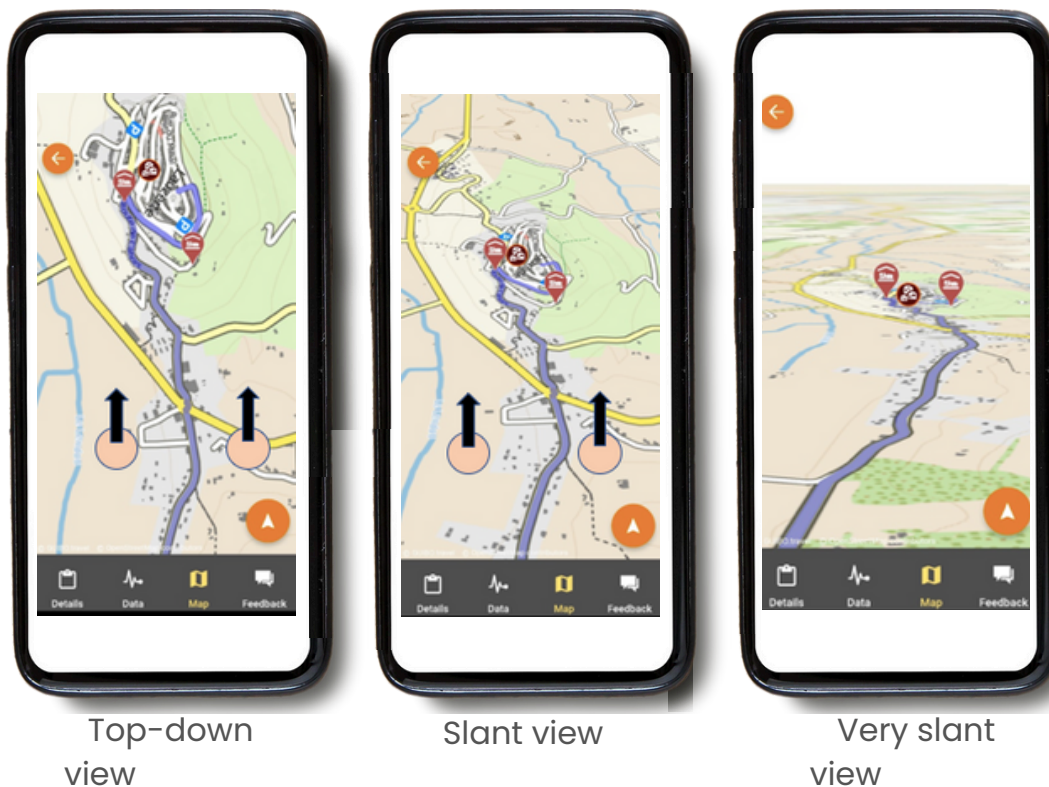 Details Data Map Feedback
Details Data Map Feedback
Details Data Map Feedback
Top-down
view
Slant view
Very slant
view